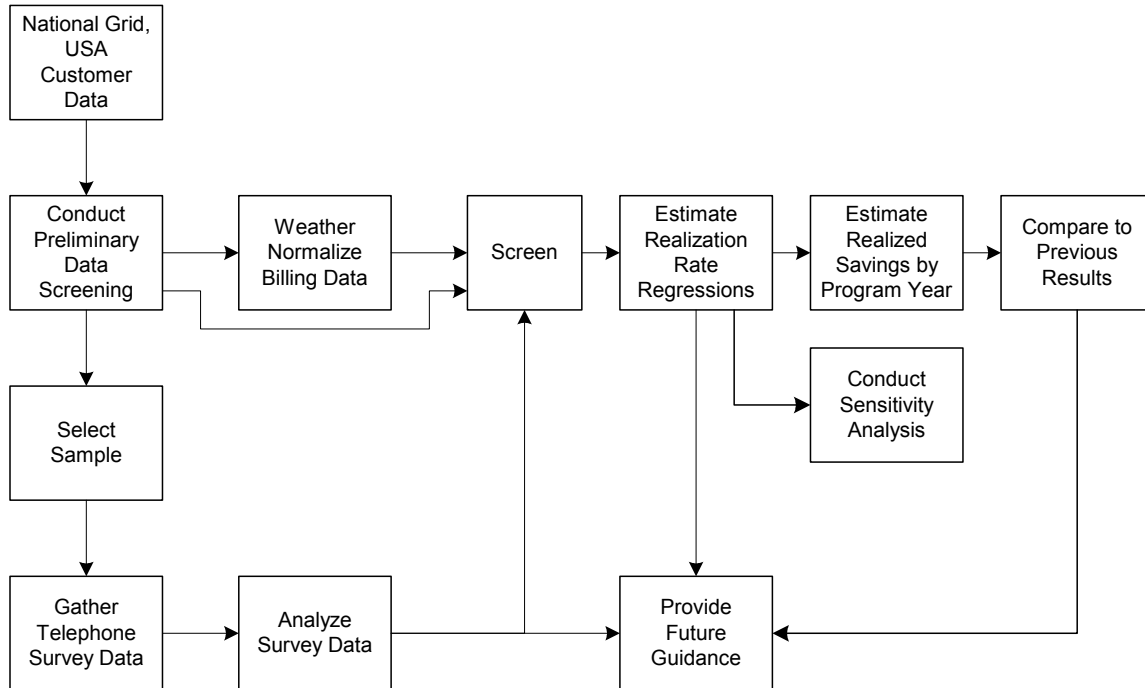 National Grid,
USA
Customer
Data
Conduct
Preliminary
Data
Screening
Weather
Normalize
Billing Data
Screen
Estimate
Realization
Rate
Regressions
Estimate
Realized
Savings by
Program Year
Compare to
Previous
Results
Conduct
Sensitivity
Analysis
Select
Sample
Gather
Telephone
Survey Data
Analyze
Survey Data
Provide
Future
Guidance